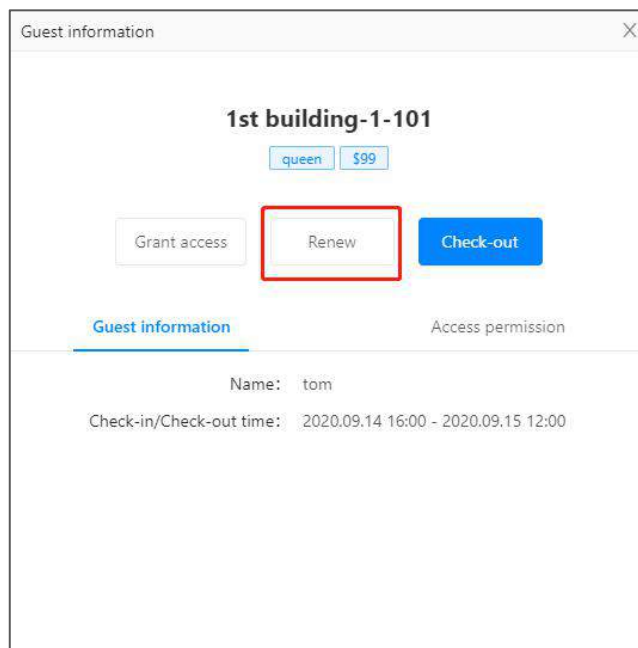 Guest information X
1st building-1-101
queen $99
Grant access Renew Check-out
Guest information Access permission
Name: tom
Check-in/Check-out time: 2020.09.14 16:00 - 2020.09.15 12:00